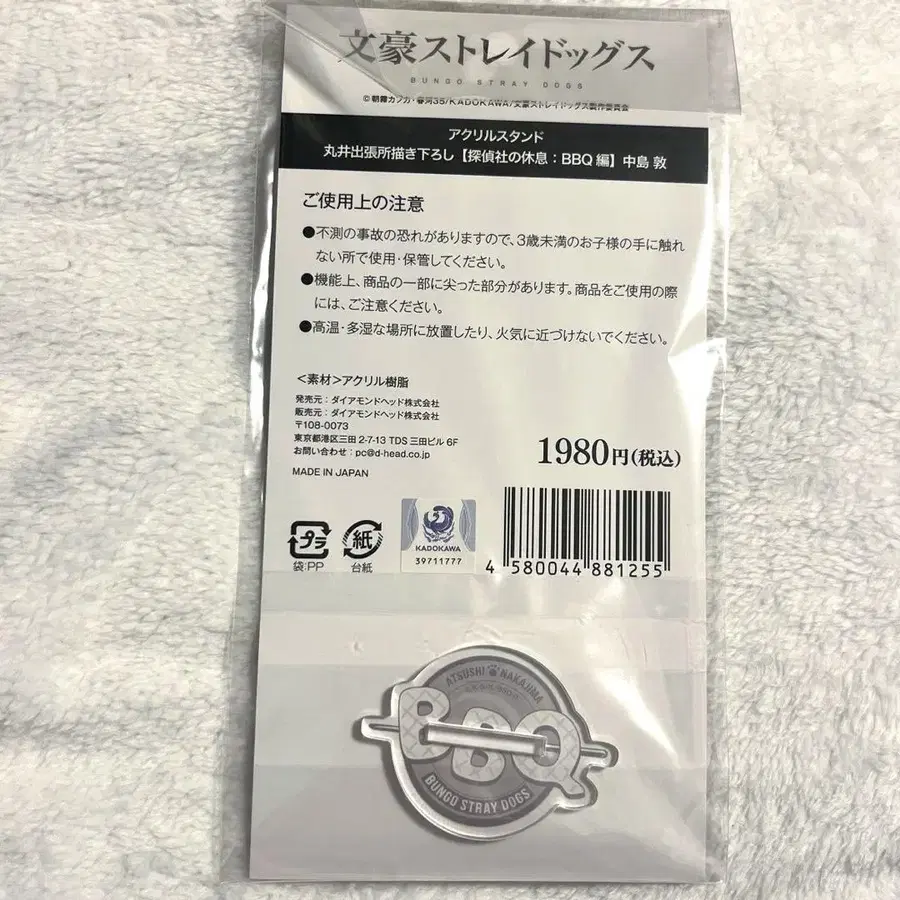 文豪ストレイドッグス
BUNGO STRAY DOGS
©朝霧カフカ・春河35/KADOKAWA/文豪ストレイドッグス製作委員会
アクリルスタンド
丸井出張所描き下ろし【探偵社の休息：BBQ編】中島 敦
ご使用上の注意
●不測の事故の恐れがありますので、3歳未満のお子様の手に触れ
ない所で使用・保管してください。
●機能上、商品の一部に尖った部分があります。商品をご使用の際
には、ご注意ください。
●高温・多湿な場所に放置したり、火気に近づけないでください。
＜素材＞アクリル樹脂
発売元：ダイアモンドヘッド株式会社
販売元：ダイアモンドヘッド株式会社
〒108-0073
東京都港区三田 2-7-13 TDS 三田ビル 6F
お問い合わせ：pc@d-head.co.jp
MADE IN JAPAN
1980円(税込)
プラ
袋:PP
紙
台紙
KADOKAWA
39711777
4 580044 881255
ATSUSHI NAKAJIMA
BBQ
BUNGO STRAY DOGS